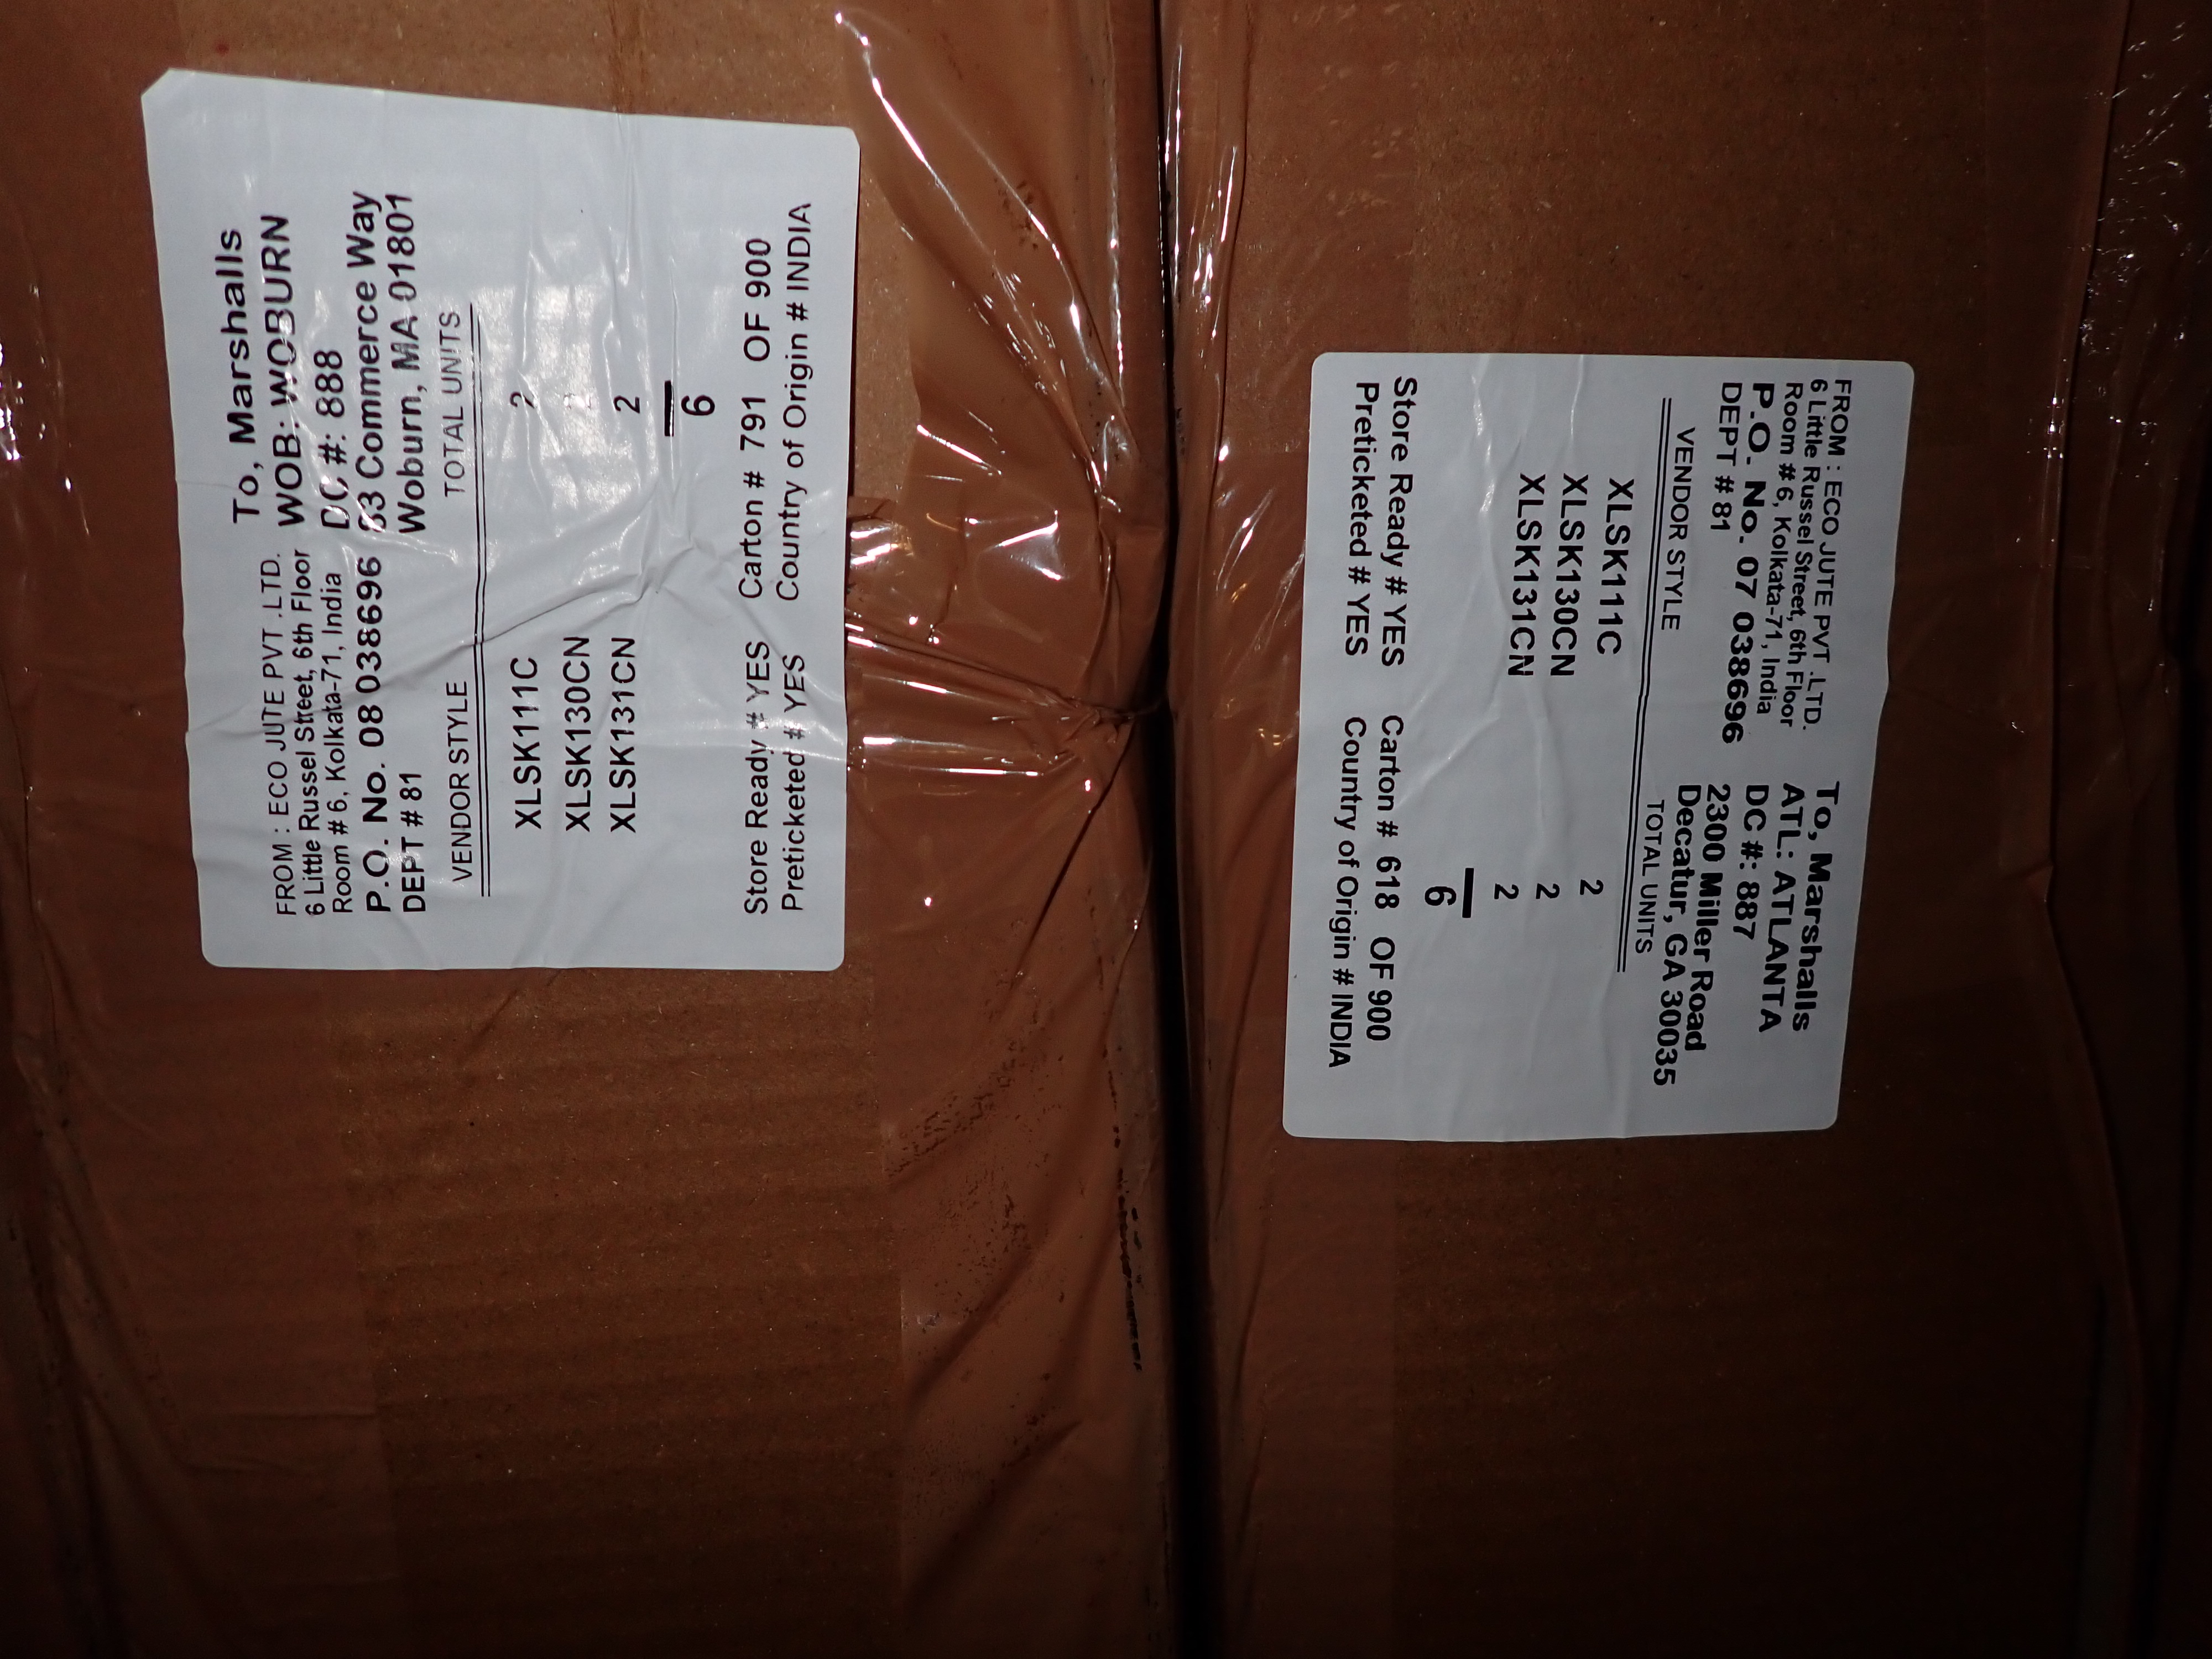 To, Marshalls
WOB: WOBURN
DC #: 888
63 Commerce Way
Woburn, MA 01801
FROM : ECO JUTE PVT .LTD.
6 Little Russel Street, 6th Floor
Room # 6, Kolkata-71, India
P.O. No. 08 038696
DEPT # 81
VENDOR STYLE TOTAL UNITS
XLSK111C 2
XLSK130CN
XLSK131CN 2
6
Store Ready # YES Carton # 791 OF 900
Preticketed # YES Country of Origin # INDIA
FROM : ECO JUTE PVT .LTD.
6 Little Russel Street, 6th Floor
Room # 6, Kolkata-71, India
P.O. No. 07 038696
DEPT # 81
To, Marshalls
ATL: ATLANTA
DC #: 887
2300 Miller Road
Decatur, GA 30035
VENDOR STYLE TOTAL UNITS
XLSK111C 2
XLSK130CN 2
XLSK131CN 2
6
Store Ready # YES Carton # 618 OF 900
Preticketed # YES Country of Origin # INDIA